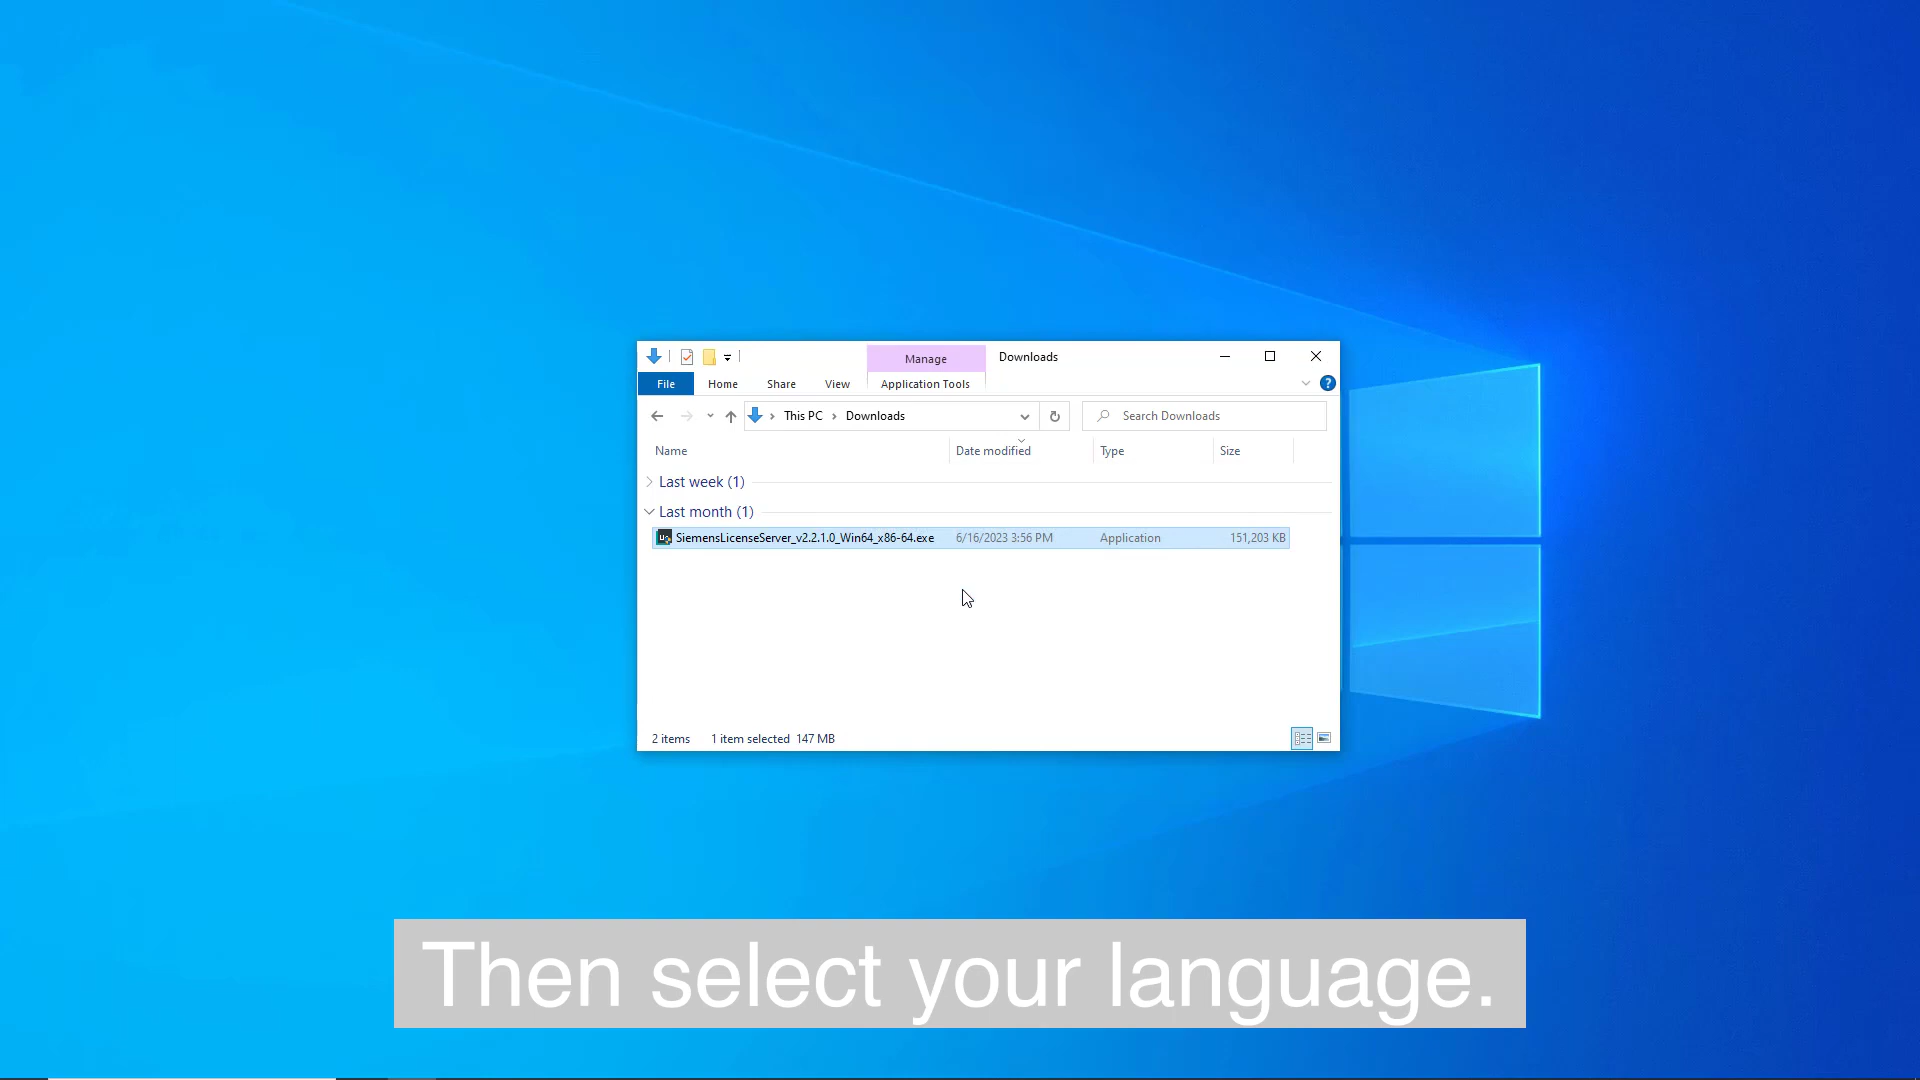 Manage
Downloads
File
Home
Share
View
Application Tools
This PC
Downloads
Search Downloads
Name
Date modified
Type
Size
Last week (1)
Last month (1)
SiemensLicenseServer_v2.2.1.0_Win64_x86-64.exe
6/16/2023 3:56 PM
Application
151,203 KB
2 items
1 item selected 147 MB
Then select your language.